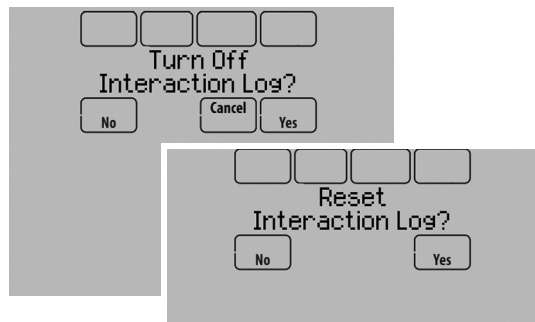 Turn Off
Interaction Log?
No Cancel Yes
Reset
Interaction Log?
No Yes